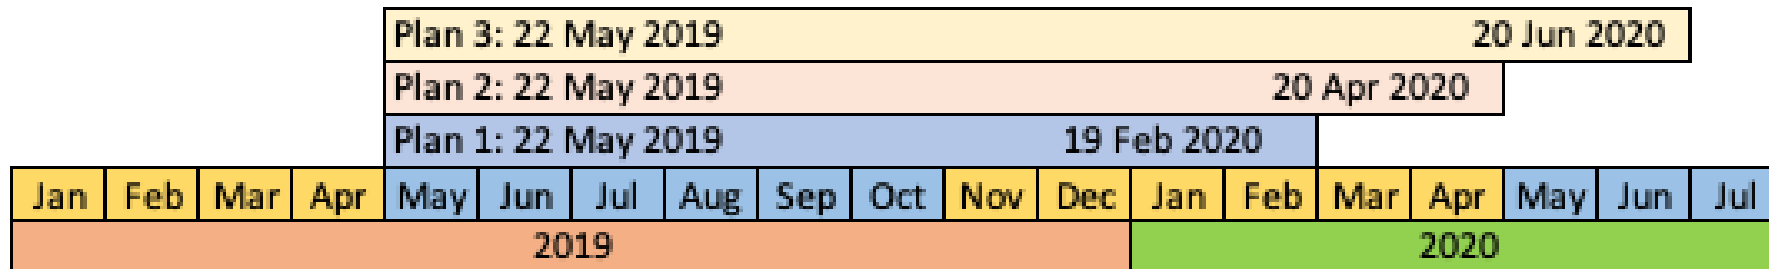 Plan 3: 22 May 2019 20 Jun 2020
Plan 2: 22 May 2019 20 Apr 2020
Plan 1: 22 May 2019 19 Feb 2020
Jan Feb Mar Apr May Jun Jul Aug Sep Oct Nov Dec Jan Feb Mar Apr May Jun Jul
2019 2020